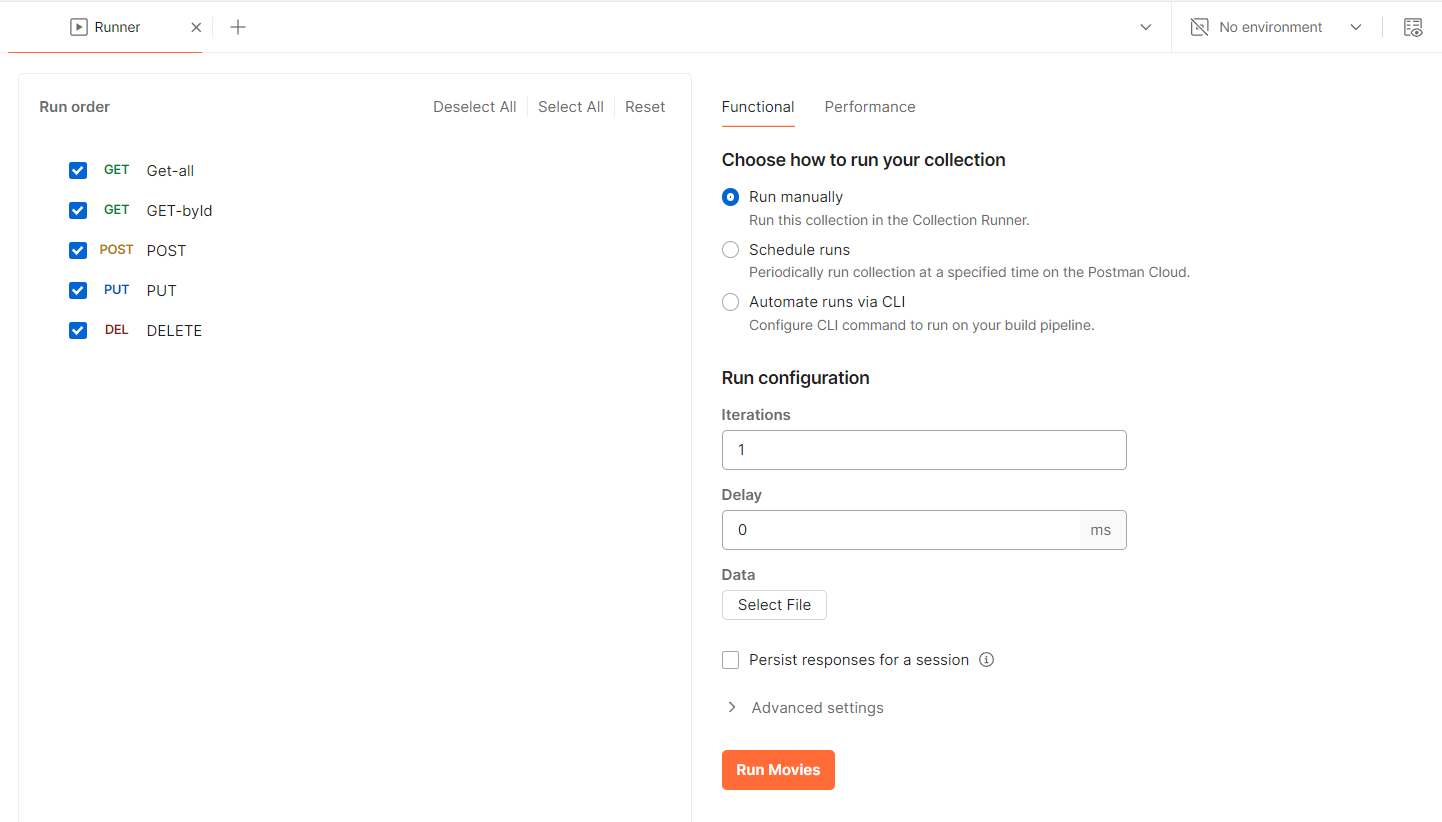 Runner
No environment
Run order
Deselect All
Select All
Reset
GET Get-all
GET GET-byId
POST POST
PUT PUT
DEL DELETE
Functional
Performance
Choose how to run your collection
Run manually
Run this collection in the Collection Runner.
Schedule runs
Periodically run collection at a specified time on the Postman Cloud.
Automate runs via CLI
Configure CLI command to run on your build pipeline.
Run configuration
Iterations
1
Delay
0 ms
Data
Select File
Persist responses for a session
Advanced settings
Run Movies